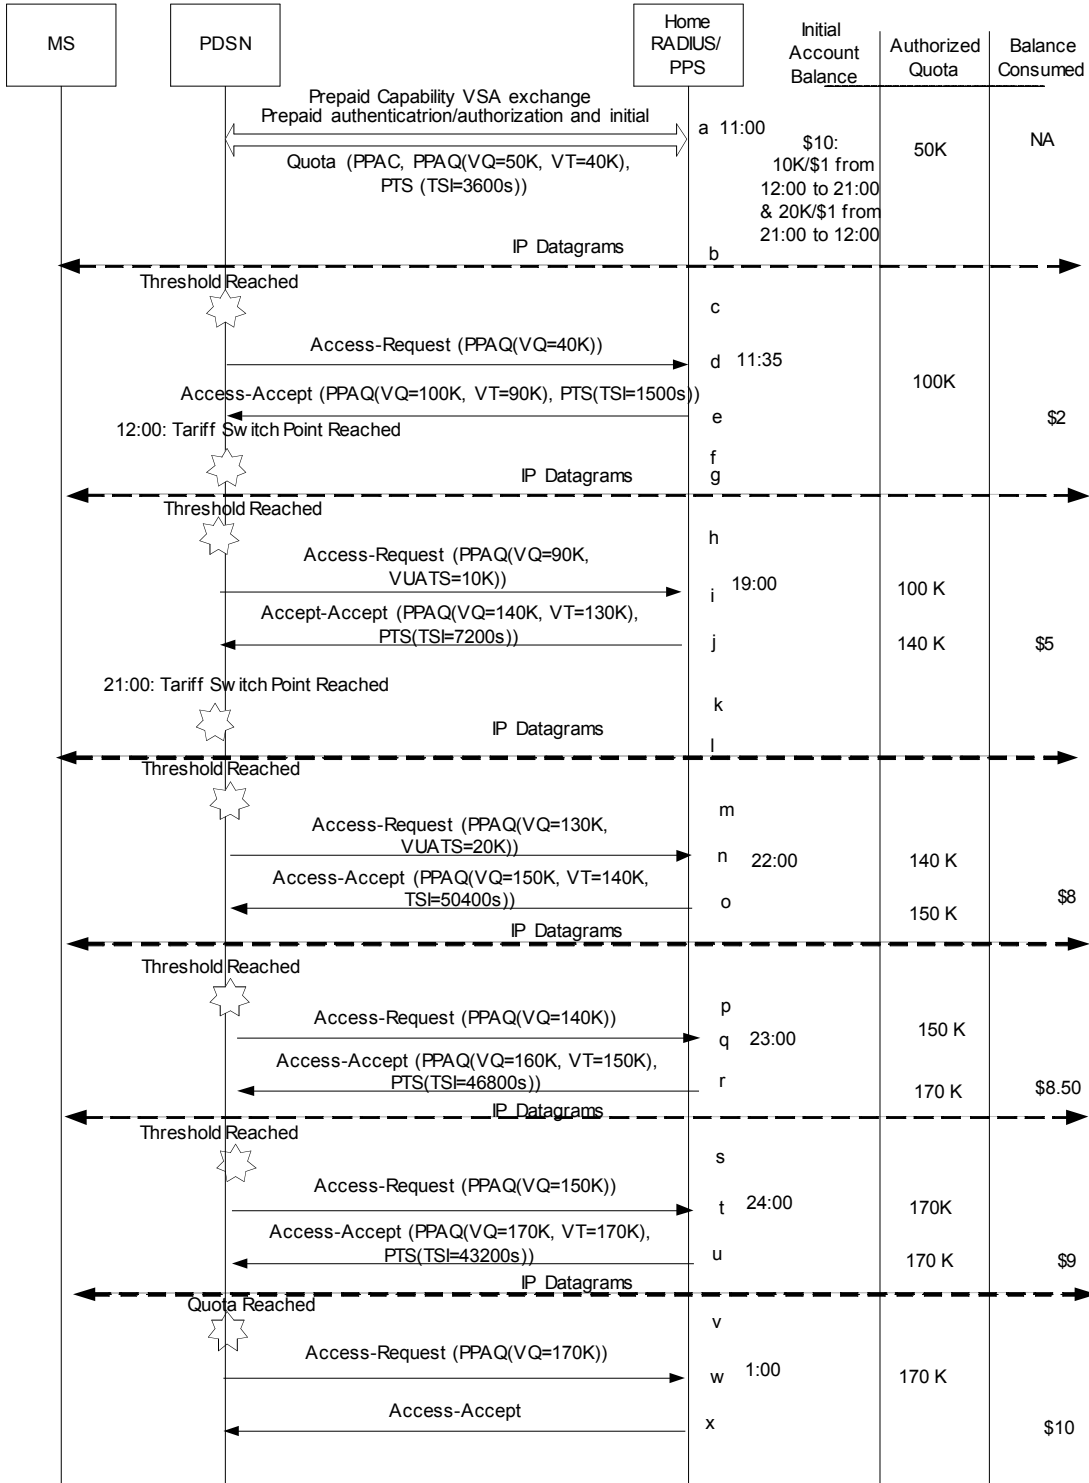 MS
PDSN
Home
RADIUS/
PPS
Initial
Account
Balance
Authorized
Quota
Balance
Consumed
Prepaid Capability VSA exchange
Prepaid authenticatrion/authorization and initial
a 11:00
Quota (PPAC, PPAQ(VQ=50K, VT=40K),
PTS (TSI=3600s))
$10:
10K/$1 from
12:00 to 21:00
& 20K/$1 from
21:00 to 12:00
50K
NA
IP Datagrams
b
Threshold Reached
c
Access-Request (PPAQ(VQ=40K))
d 11:35
100K
Access-Accept (PPAQ(VQ=100K, VT=90K), PTS(TSI=1500s))
e
$2
12:00: Tariff Switch Point Reached
f
IP Datagrams
g
Threshold Reached
h
Access-Request (PPAQ(VQ=90K,
VUATS=10K))
i 19:00
100 K
Accept-Accept (PPAQ(VQ=140K, VT=130K),
PTS(TSI=7200s))
j
140 K
$5
21:00: Tariff Switch Point Reached
k
IP Datagrams
l
Threshold Reached
m
Access-Request (PPAQ(VQ=130K,
VUATS=20K))
n 22:00
140 K
Access-Accept (PPAQ(VQ=150K, VT=140K,
TSI=50400s))
o
150 K
$8
IP Datagrams
Threshold Reached
p
Access-Request (PPAQ(VQ=140K))
q 23:00
150 K
Access-Accept (PPAQ(VQ=160K, VT=150K),
PTS(TSI=46800s))
r
170 K
$8.50
IP Datagrams
Threshold Reached
s
Access-Request (PPAQ(VQ=150K))
t 24:00
170K
Access-Accept (PPAQ(VQ=170K, VT=170K),
PTS(TSI=43200s))
u
170 K
$9
IP Datagrams
Quota Reached
v
Access-Request (PPAQ(VQ=170K))
w 1:00
170 K
Access-Accept
x
$10